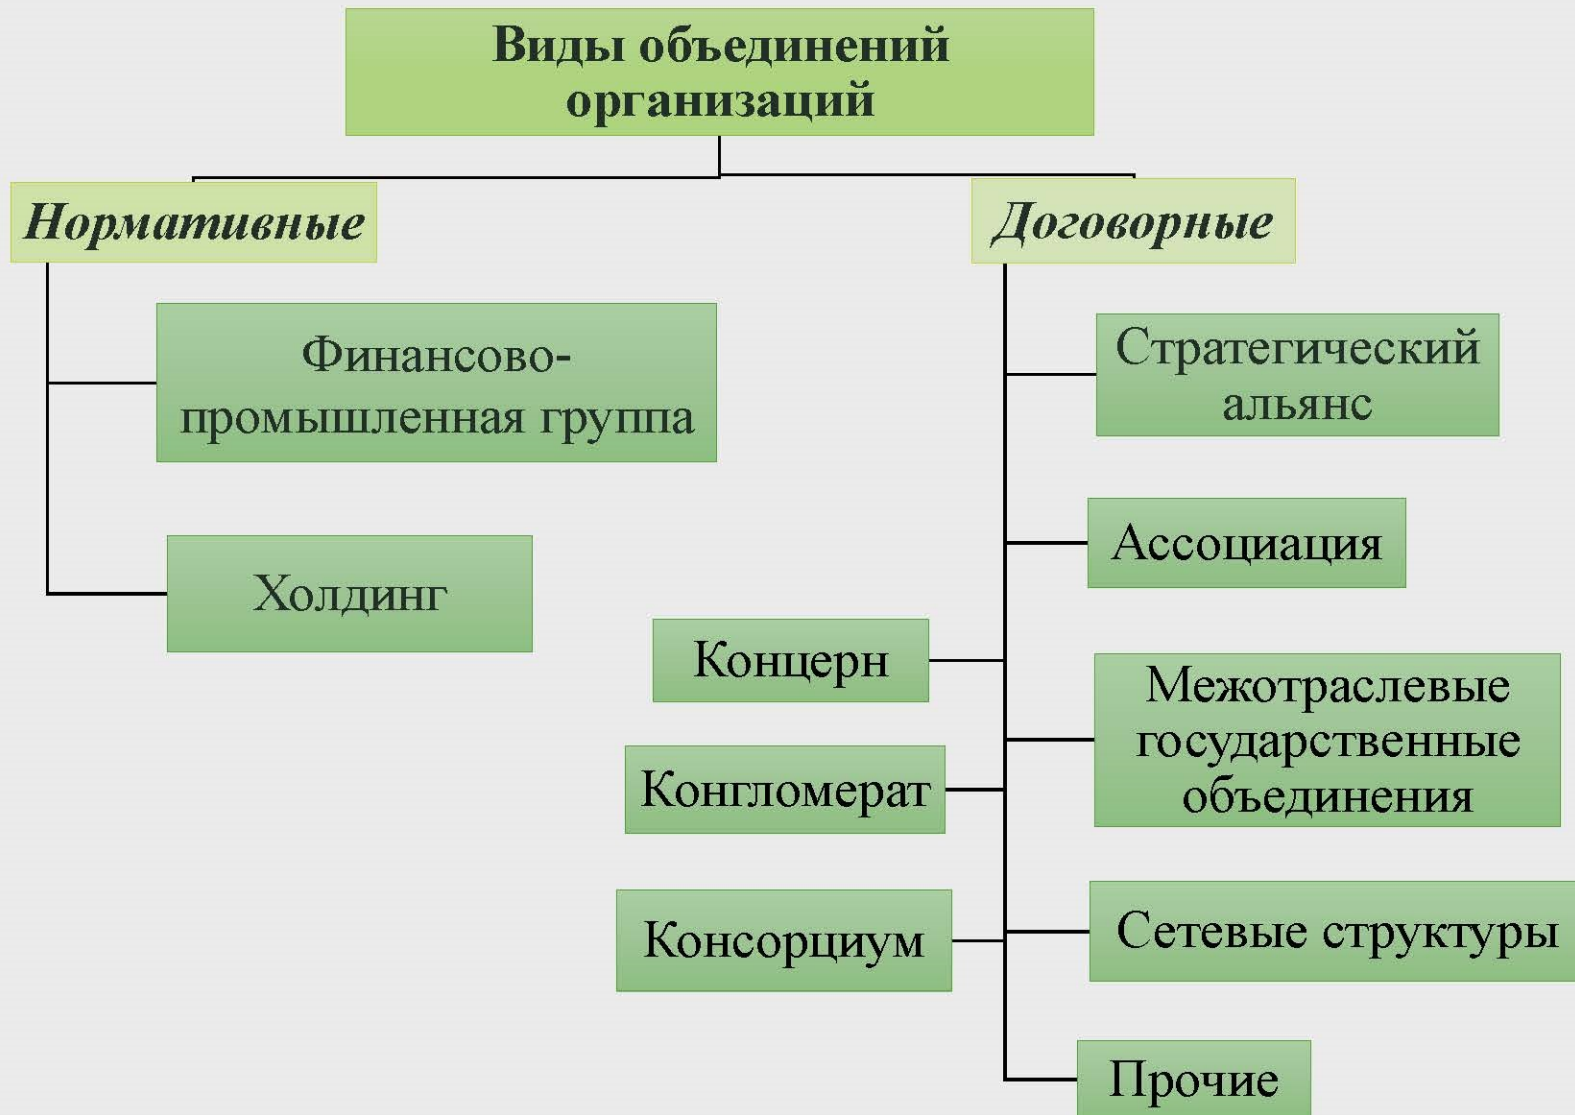 Виды объединений
организаций
Нормативные
Договорные
Финансово-
промышленная группа
Холдинг
Стратегический
альянс
Ассоциация
Концерн
Межотраслевые
государственные
объединения
Конгломерат
Консорциум
Сетевые структуры
Прочие